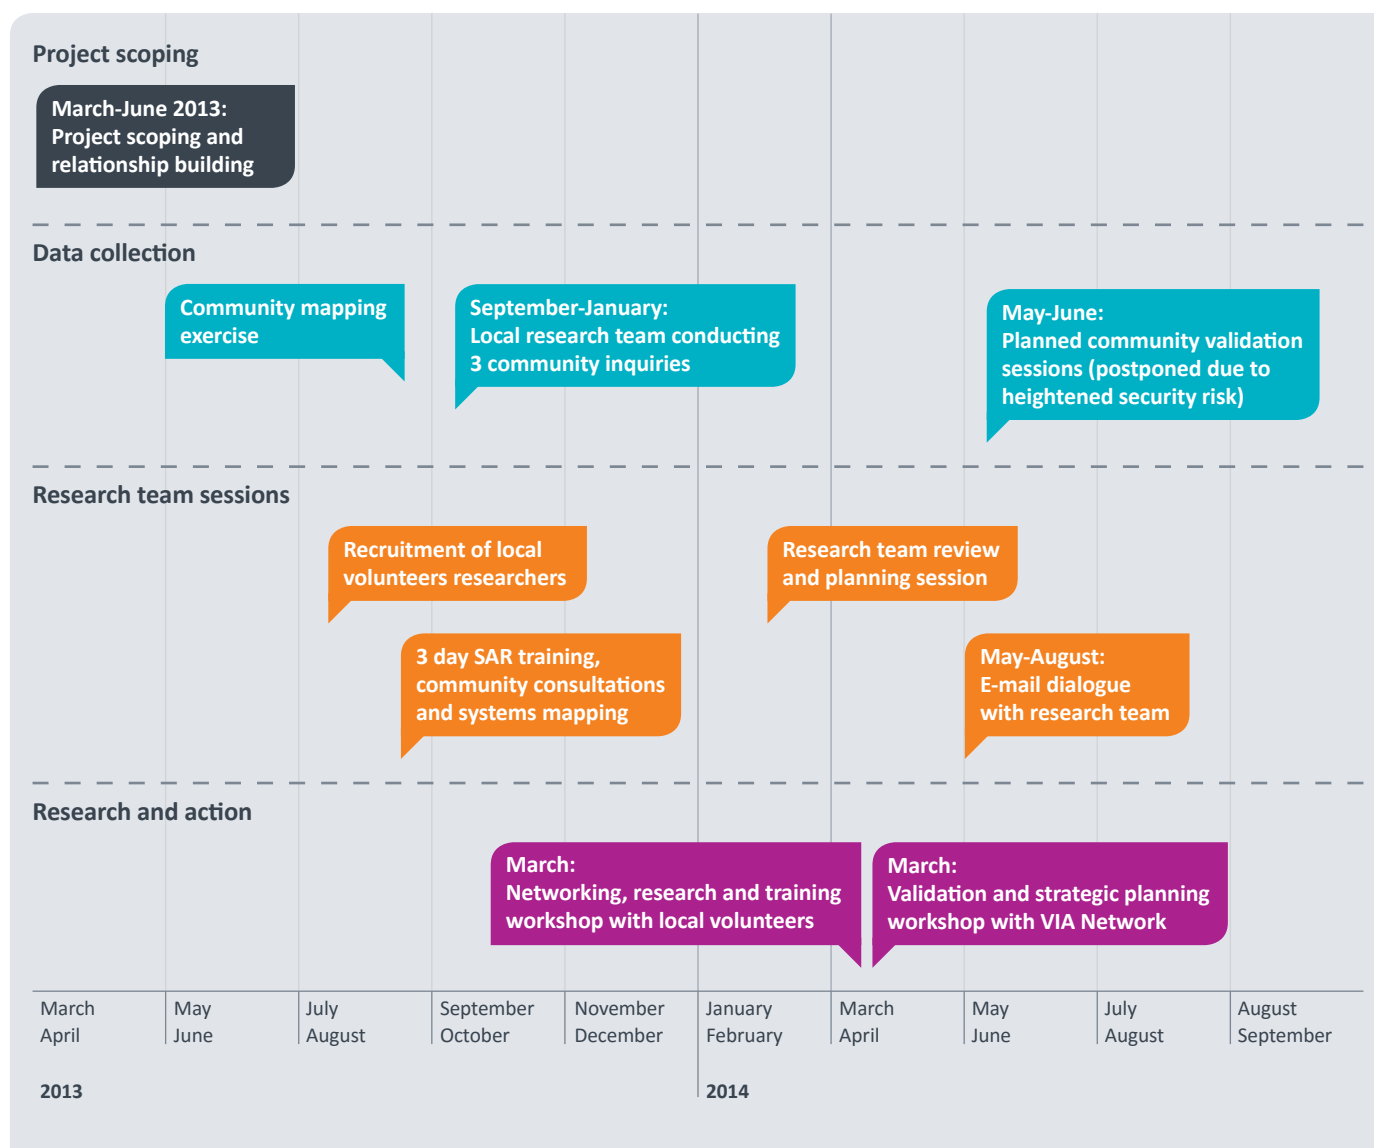 Project scoping
March-June 2013:
Project scoping and
relationship building
Data collection
Community mapping
exercise
September-January:
Local research team conducting
3 community inquiries
May-June:
Planned community validation
sessions (postponed due to
heightened security risk)
Research team sessions
Recruitment of local
volunteers researchers
Research team review
and planning session
3 day SAR training,
community consultations
and systems mapping
May-August:
E-mail dialogue
with research team
Research and action
March:
Networking, research and training
workshop with local volunteers
March:
Validation and strategic planning
workshop with VIA Network
March
April
May
June
July
August
September
October
November
December
January
February
March
April
May
June
July
August
August
September
2013
2014